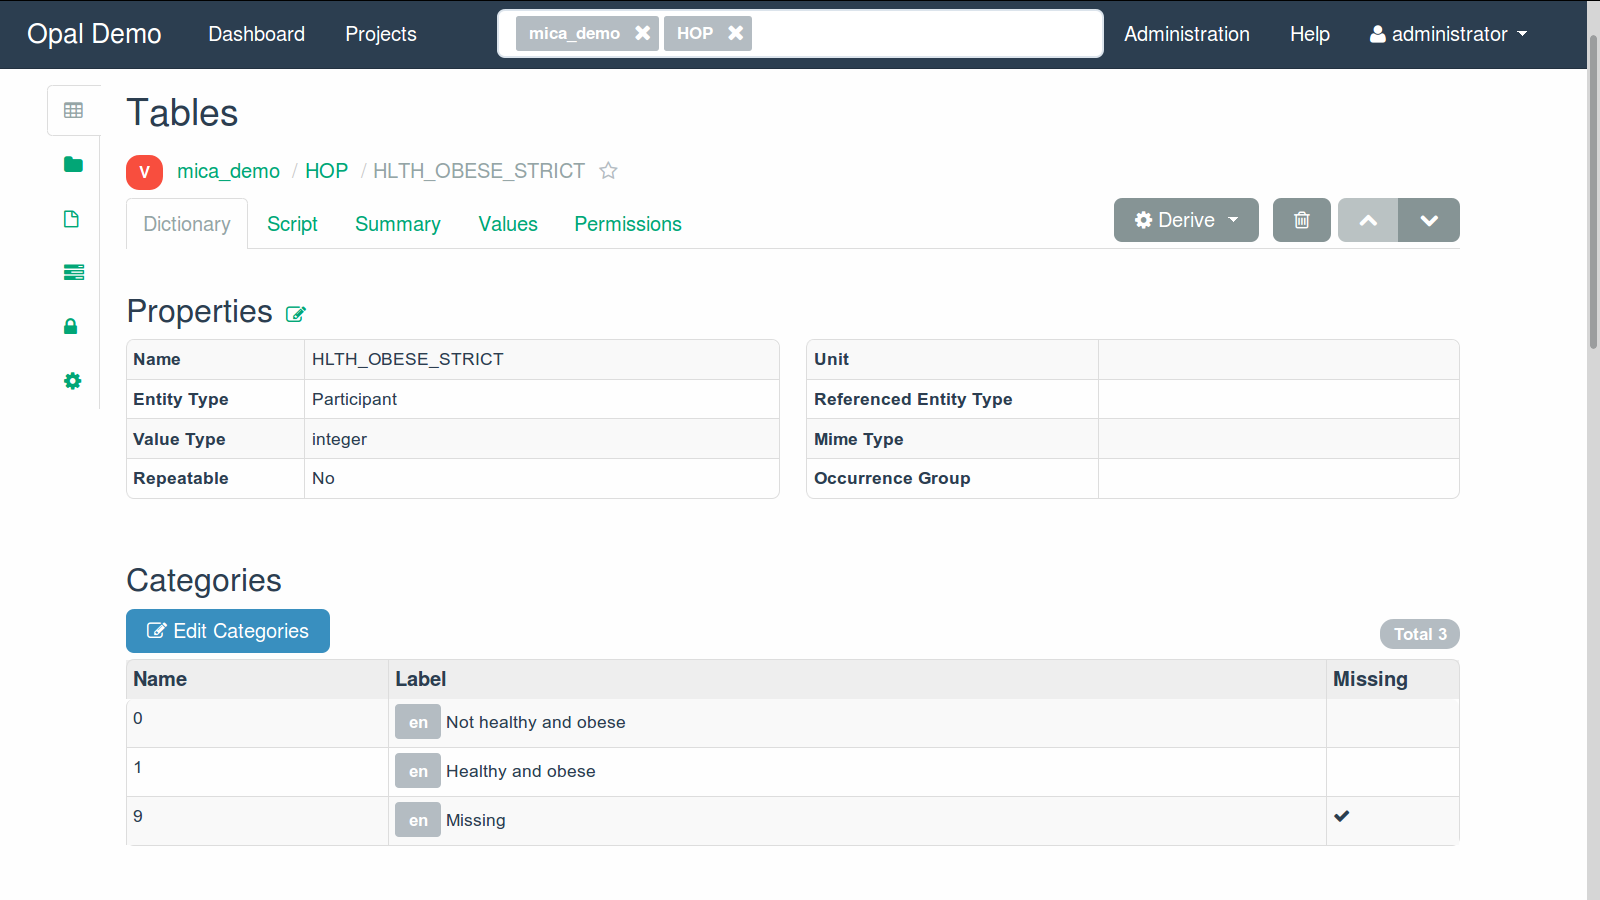 Opal Demo Dashboard Projects mica_demo HOP Administration Help administrator
Tables
V mica_demo / HOP / HLTH_OBESE_STRICT
Dictionary Script Summary Values Permissions Derive
Properties
Name HLTH_OBESE_STRICT Unit
Entity Type Participant Referenced Entity Type
Value Type integer Mime Type
Repeatable No Occurrence Group
Categories
Edit Categories Total 3
Name Label Missing
0 en Not healthy and obese
1 en Healthy and obese
9 en Missing